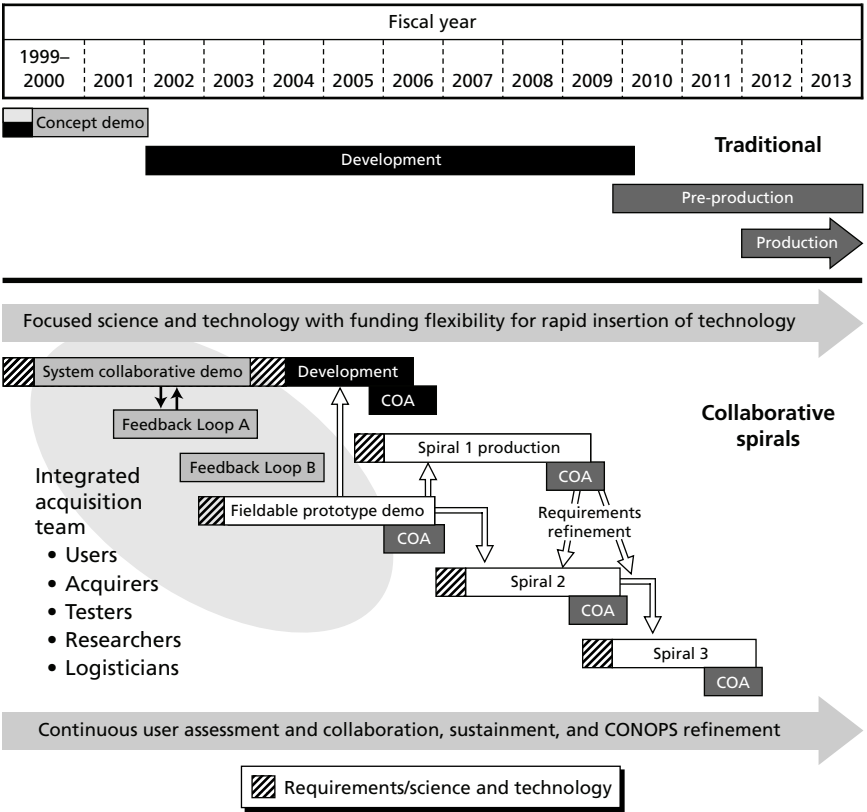 Fiscal year
1999–
2000 2001 2002 2003 2004 2005 2006 2007 2008 2009 2010 2011 2012 2013
Concept demo
Traditional
Development
Pre-production
Production
Focused science and technology with funding flexibility for rapid insertion of technology
System collaborative demo
Development
COA
Collaborative
spirals
Feedback Loop A
Spiral 1 production
Feedback Loop B
COA
Integrated
acquisition
team
• Users
• Acquirers
• Testers
• Researchers
• Logisticians
Fieldable prototype demo
COA
Requirements
refinement
Spiral 2
COA
Spiral 3
COA
Continuous user assessment and collaboration, sustainment, and CONOPS refinement
Requirements/science and technology